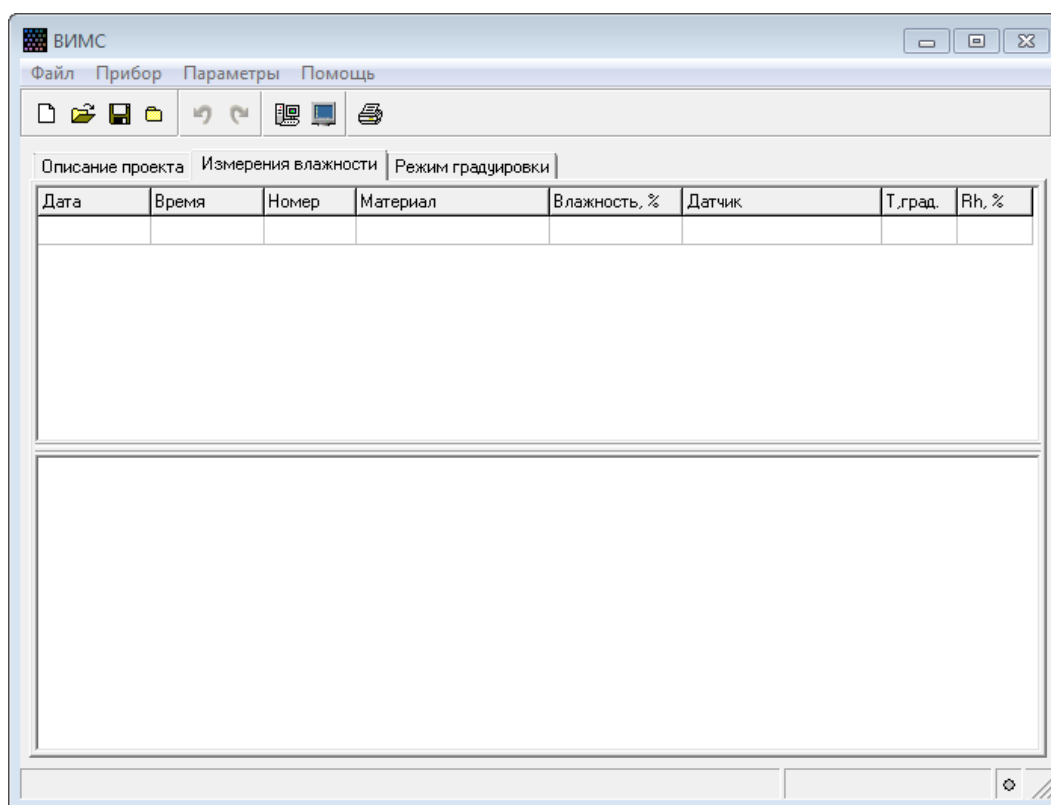 ВИМС
Файл Прибор Параметры Помощь
Описание проекта Измерения влажности Режим градуировки
Дата Время Номер Материал Влажность, % Датчик Т,град. Rh, %